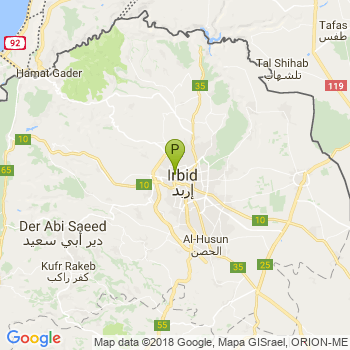 92
Tafas
طفس
Hamat Gader
Tal Shihab
تلشهاب
35
119
P
10
65
Irbid
إربد
10
Der Abi Saeed
دير أبي سعيد
10
Al-Husun
الحصن
Kufr Rakeb
كفر راكب
35
25
55
Google
Map data ©2018 Google, Mapa GISrael, ORION-ME